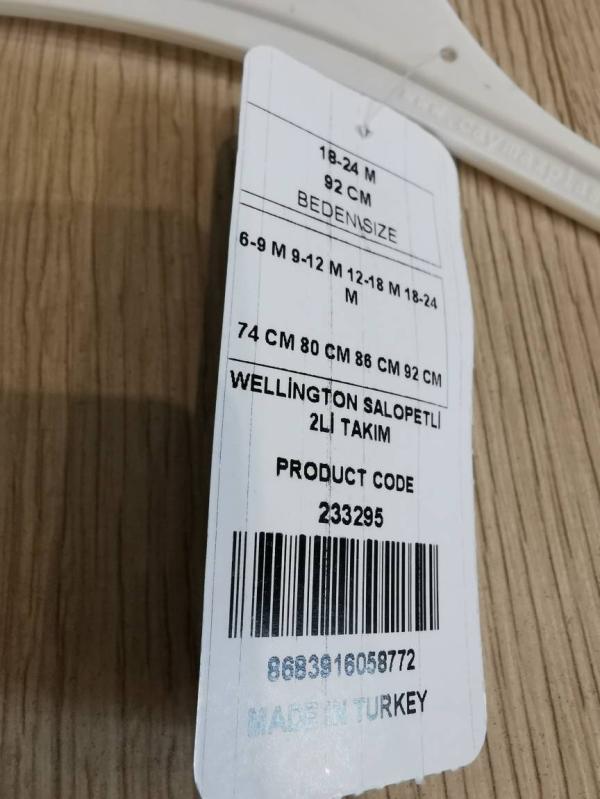 18-24 M
92 CM
BEDEN\SIZE
6-9 M 9-12 M 12-18 M 18-24
M
74 CM 80 CM 86 CM 92 CM
WELLİNGTON SALOPETLİ
2Lİ TAKIM
PRODUCT CODE
233295
8683916058772
MADE IN TURKEY